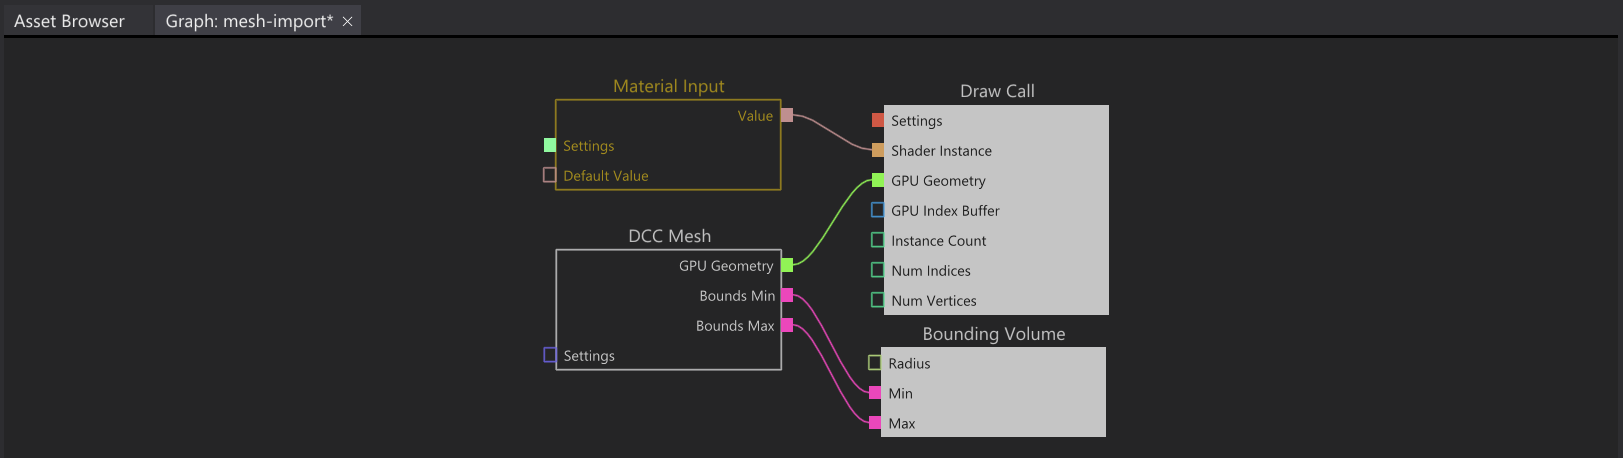 Asset Browser
Graph: mesh-import*
Material Input
Value
Settings
Default Value
DCC Mesh
GPU Geometry
Bounds Min
Bounds Max
Settings
Draw Call
Settings
Shader Instance
GPU Geometry
GPU Index Buffer
Instance Count
Num Indices
Num Vertices
Bounding Volume
Radius
Min
Max